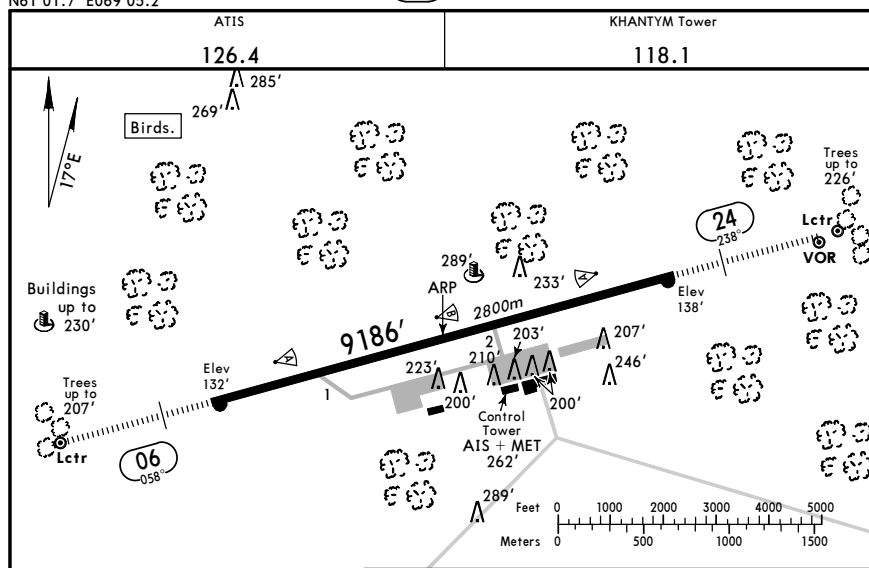 N61 01.7 E069 05.2
ATIS
126.4
KHANTYM Tower
118.1
17°E
Birds.
285'
269'
Trees
up to
226'
24
238°
Lctr
VOR
289'
233'
A
Elev
138'
ARP
B
2800m
9186'
Buildings
up to
230'
A
Elev
132'
1
2
203'
210'
207'
223'
246'
200'
200'
Control
Tower
AIS + MET
262'
Trees
up to
207'
Lctr
06
058°
289'
Feet 0 1000 2000 3000 4000 5000
Meters 0 500 1000 1500